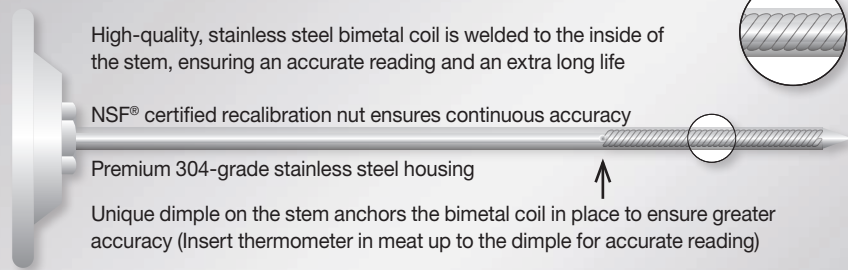 High-quality, stainless steel bimetal coil is welded to the inside of
the stem, ensuring an accurate reading and an extra long life
NSF® certified recalibration nut ensures continuous accuracy
Premium 304-grade stainless steel housing
Unique dimple on the stem anchors the bimetal coil in place to ensure greater
accuracy (Insert thermometer in meat up to the dimple for accurate reading)